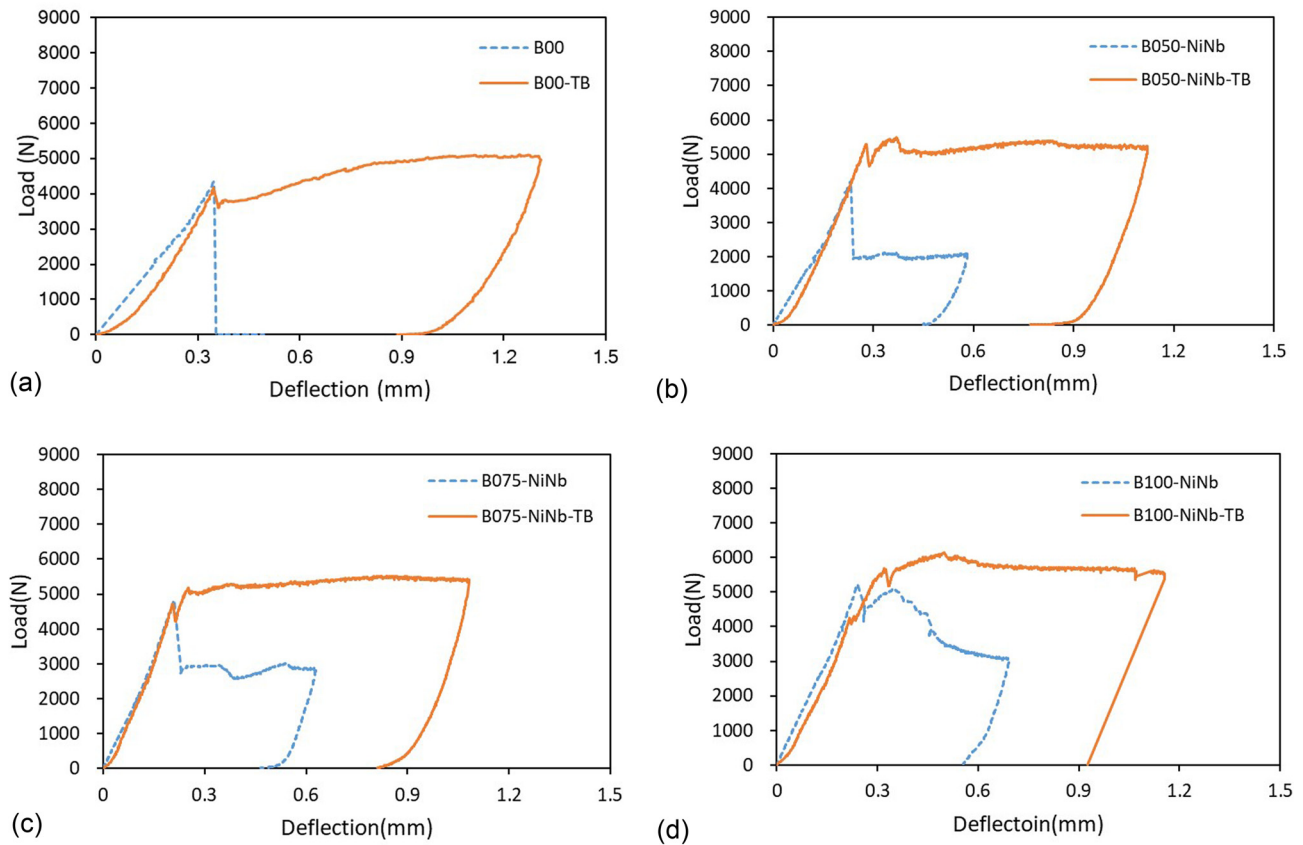 9000
8000
7000
6000
5000
4000
3000
2000
1000
0
Load (N)
B00
B00-TB
0 0.3 0.6 0.9 1.2 1.5
Deflection (mm)
(a)
9000
8000
7000
6000
5000
4000
3000
2000
1000
0
Load(N)
B050-NiNb
B050-NiNb-TB
0 0.3 0.6 0.9 1.2 1.5
Deflection(mm)
(b)
9000
8000
7000
6000
5000
4000
3000
2000
1000
0
Load(N)
B075-NiNb
B075-NiNb-TB
0 0.3 0.6 0.9 1.2 1.5
Deflection(mm)
(c)
9000
8000
7000
6000
5000
4000
3000
2000
1000
0
Load(N)
B100-NiNb
B100-NiNb-TB
0 0.3 0.6 0.9 1.2 1.5
Deflectoin(mm)
(d)